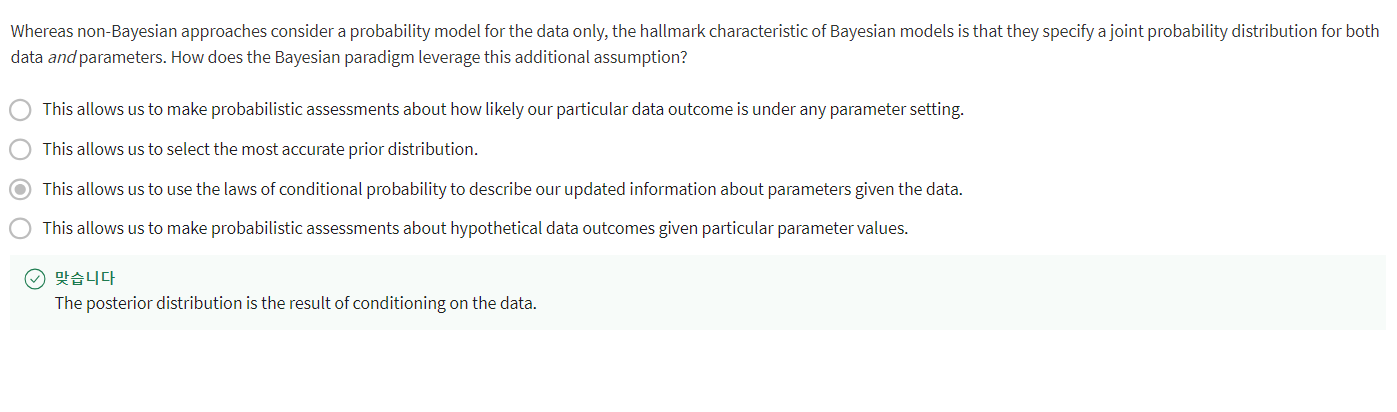 Whereas non-Bayesian approaches consider a probability model for the data only, the hallmark characteristic of Bayesian models is that they specify a joint probability distribution for both
data and parameters. How does the Bayesian paradigm leverage this additional assumption?
This allows us to make probabilistic assessments about how likely our particular data outcome is under any parameter setting.
This allows us to select the most accurate prior distribution.
This allows us to use the laws of conditional probability to describe our updated information about parameters given the data.
This allows us to make probabilistic assessments about hypothetical data outcomes given particular parameter values.
맞습니다
The posterior distribution is the result of conditioning on the data.